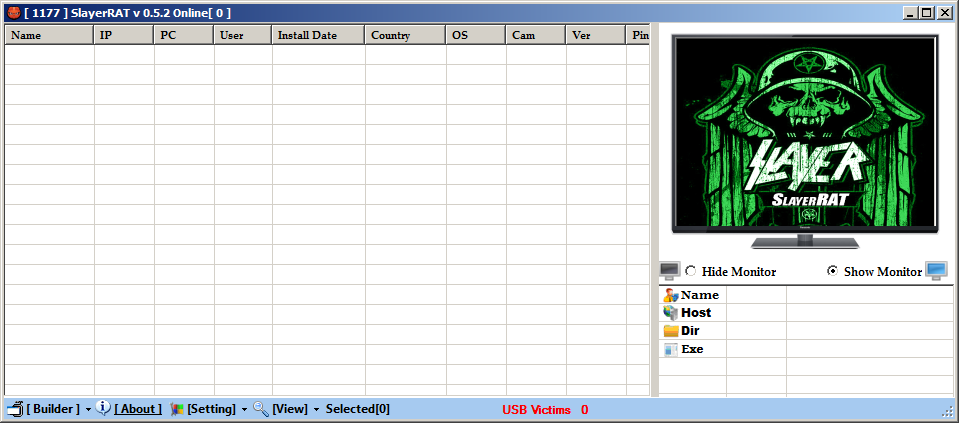 [ 1177 ] SlayerRAT v 0.5.2 Online[ 0 ]
Name IP PC User Install Date Country OS Cam Ver Pin
SLAYER
SLAYERRAT
Hide Monitor Show Monitor
Name
Host
Dir
Exe
[ Builder ] [ About ] [Setting] [View] Selected[0] USB Victims 0